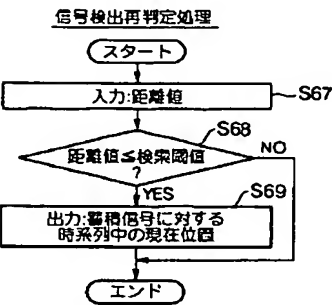 信号検出再判定処理
スタート
入力:距離値
S67
距離値≦検索閾値
?
S68
NO
YES
S69
出力:蓄積信号に対する
時系列中の現在位置
エンド